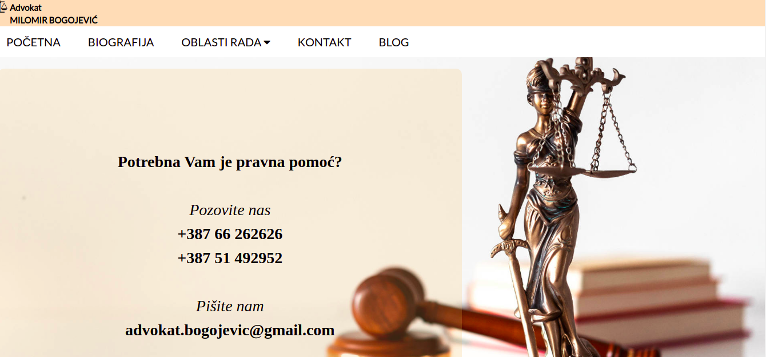 Advokat
MILOMIR BOGOJEVIĆ
POČETNA BIOGRAFIJA OBLASTI RADA KONTAKT BLOG
Potrebna Vam je pravna pomoć?
Pozovite nas
+387 66 262626
+387 51 492952
Pišite nam
advokat.bogojevic@gmail.com